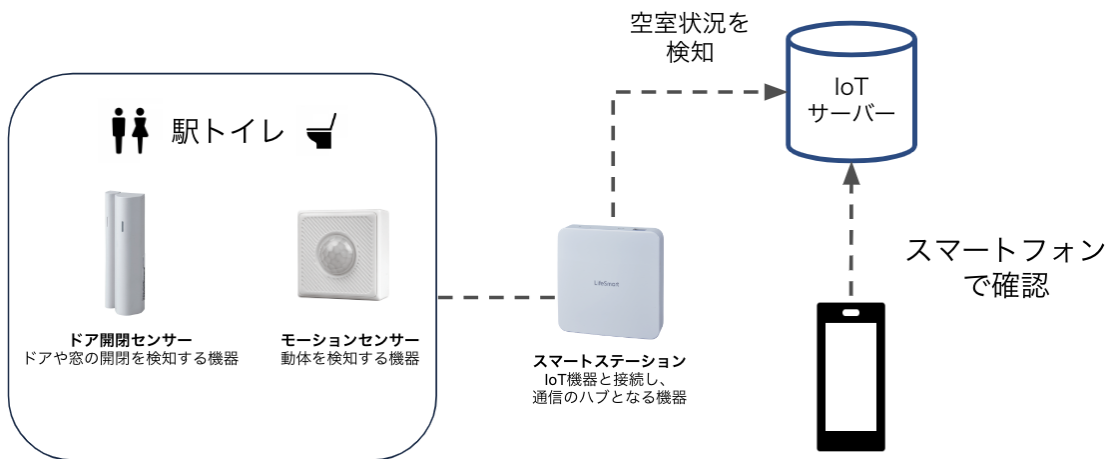 空室状況を
検知
IoT
サーバー
駅トイレ
LifeSmart
スマートフォン
で確認
ドア開閉センサー
ドアや窓の開閉を検知する機器
モーションセンサー
動体を検知する機器
スマートステーション
IoT機器と接続し、
通信のハブとなる機器